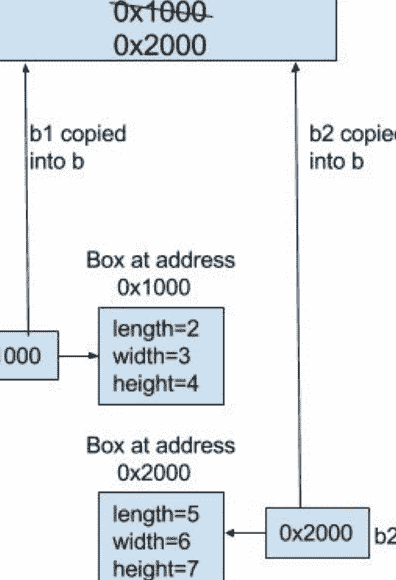 0x1000
0x2000
b1 copied
into b
b2 copied
into b
Box at address
0x1000
length=2
width=3
height=4
000
Box at address
0x2000
length=5
width=6
height=7
0x2000
b2